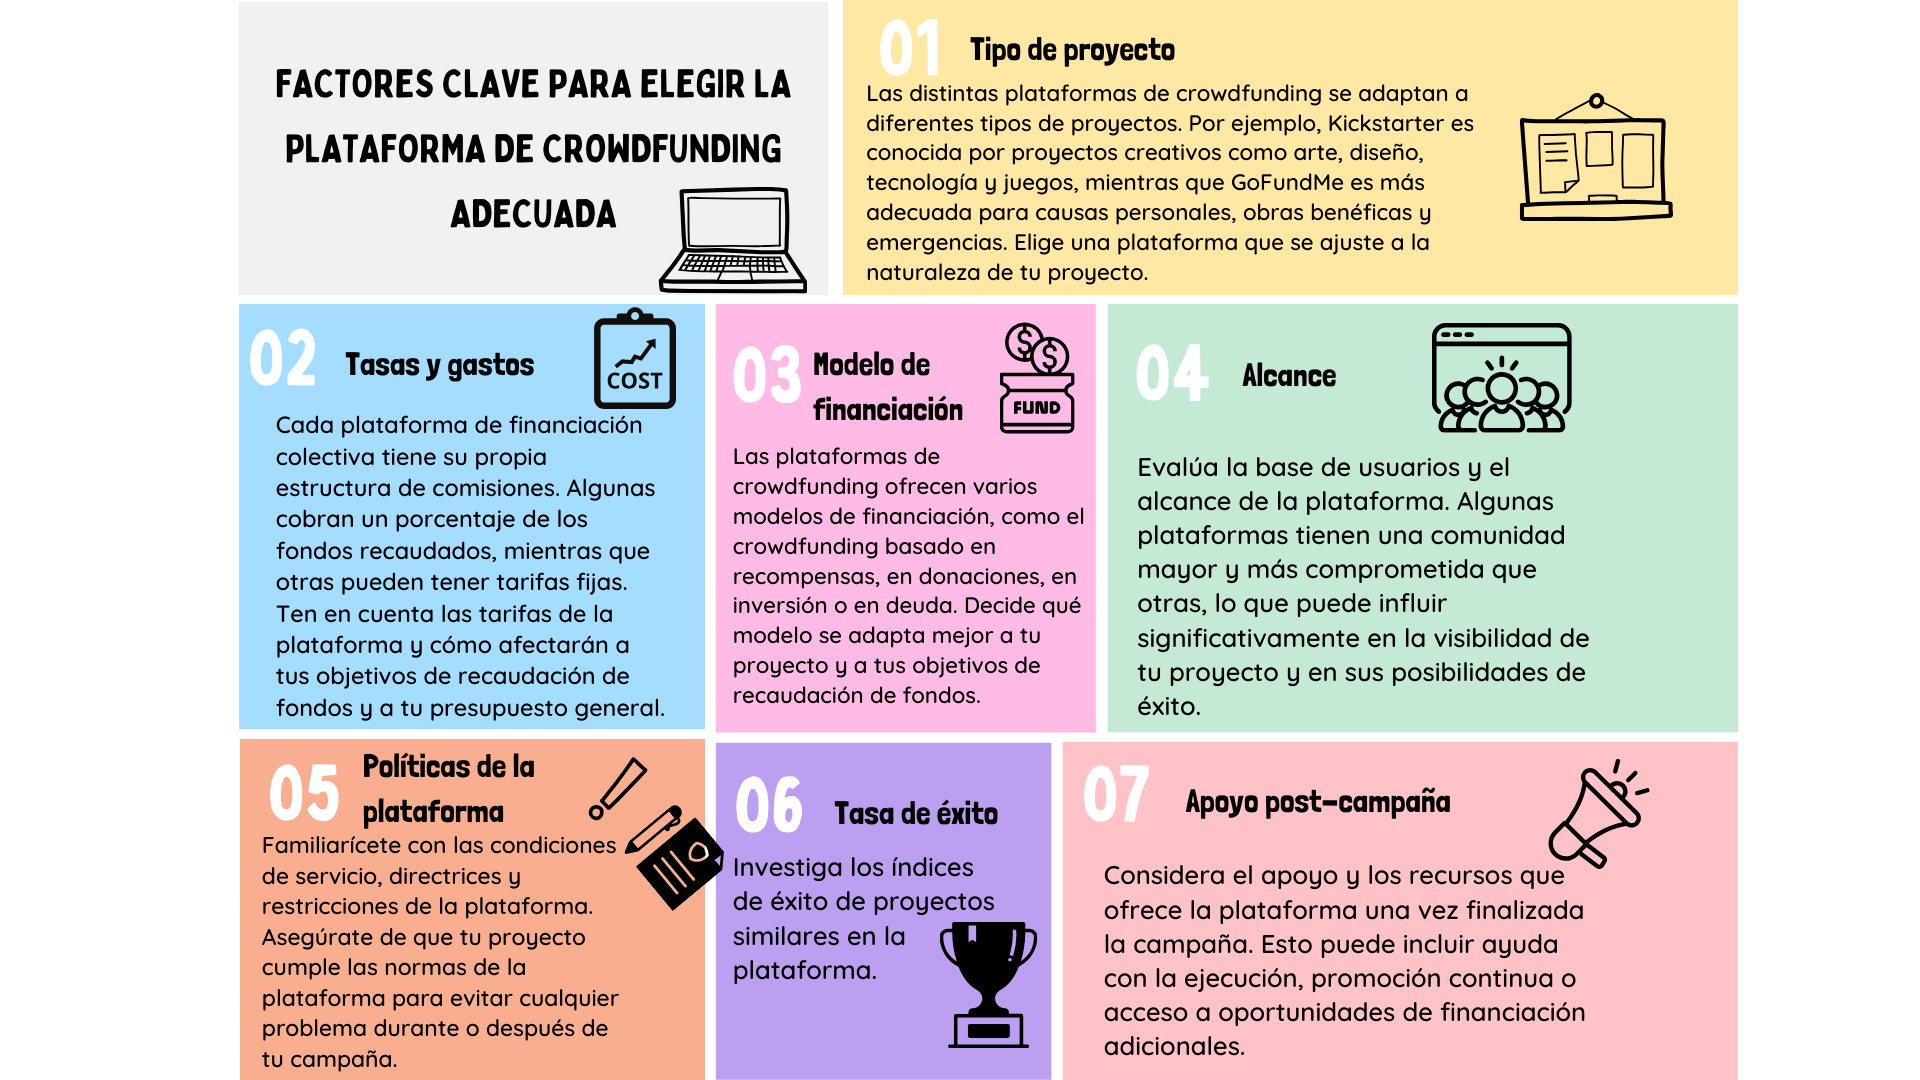 FACTORES CLAVE PARA ELEGIR LA
PLATAFORMA DE CROWDFUNDING
ADECUADA
01
Tipo de proyecto
Las distintas plataformas de crowdfunding se adaptan a
diferentes tipos de proyectos. Por ejemplo, Kickstarter es
conocida por proyectos creativos como arte, diseño,
tecnología y juegos, mientras que GoFundMe es más
adecuada para causas personales, obras benéficas y
emergencias. Elige una plataforma que se ajuste a la
naturaleza de tu proyecto.
02
Tasas y gastos
COST
Cada plataforma de financiación
colectiva tiene su propia
estructura de comisiones. Algunas
cobran un porcentaje de los
fondos recaudados, mientras que
otras pueden tener tarifas fijas.
Ten en cuenta las tarifas de la
plataforma y cómo afectarán a
tus objetivos de recaudación de
fondos y a tu presupuesto general.
03
Modelo de
financiación
$
$
FUND
Las plataformas de
crowdfunding ofrecen varios
modelos de financiación, como el
crowdfunding basado en
recompensas, en donaciones, en
inversión o en deuda. Decide qué
modelo se adapta mejor a tu
proyecto y a tus objetivos de
recaudación de fondos.
04
Alcance
Evalúa la base de usuarios y el
alcance de la plataforma. Algunas
plataformas tienen una comunidad
mayor y más comprometida que
otras, lo que puede influir
significativamente en la visibilidad de
tu proyecto y en sus posibilidades de
éxito.
05
Políticas de la
plataforma
Familiarícete con las condiciones
de servicio, directrices y
restricciones de la plataforma.
Asegúrate de que tu proyecto
cumple las normas de la
plataforma para evitar cualquier
problema durante o después de
tu campaña.
06
Tasa de éxito
Investiga los índices
de éxito de proyectos
similares en la
plataforma.
07
Apoyo post-campaña
Considera el apoyo y los recursos que
ofrece la plataforma una vez finalizada
la campaña. Esto puede incluir ayuda
con la ejecución, promoción continua o
acceso a oportunidades de financiación
adicionales.